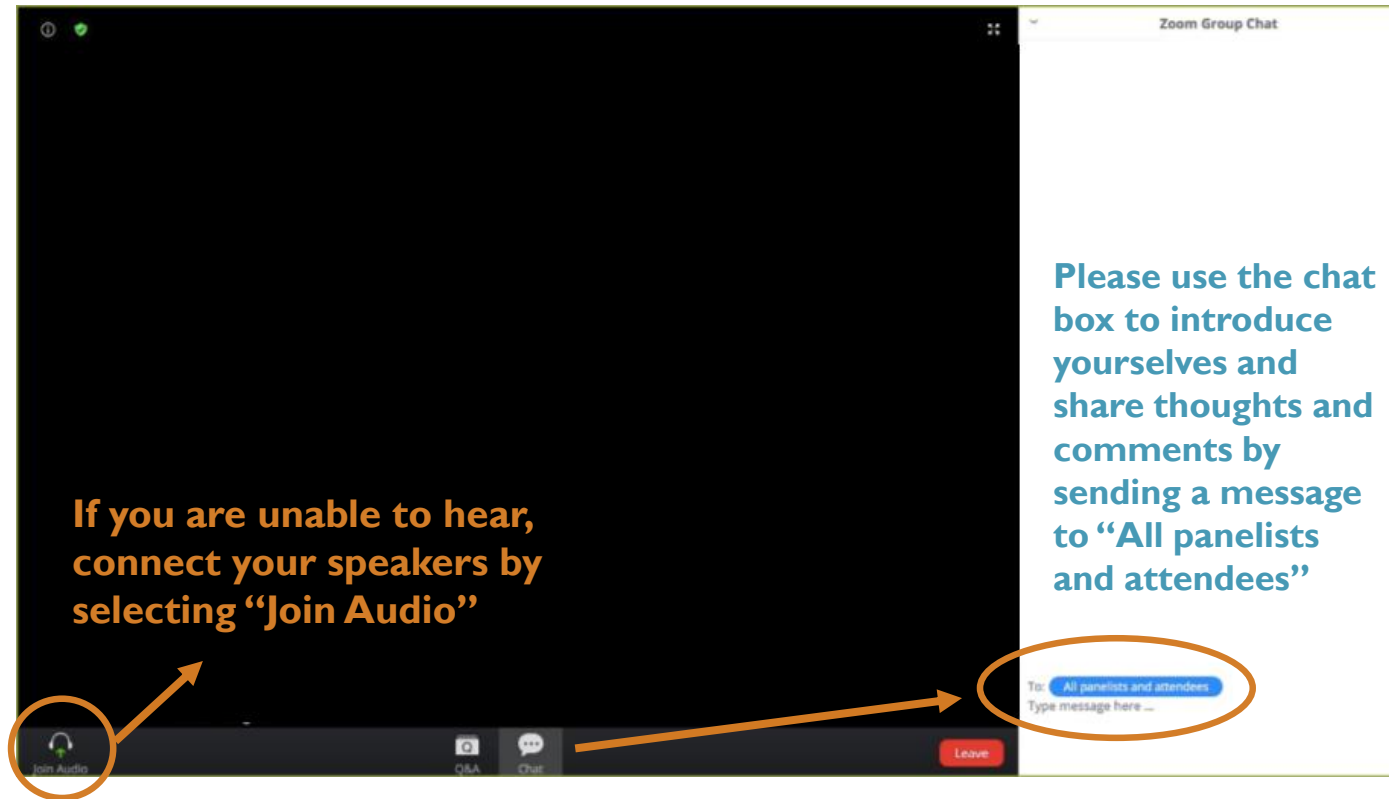 Zoom Group Chat
Please use the chat
box to introduce
yourselves and
share thoughts and
comments by
sending a message
to “All panelists
and attendees”
If you are unable to hear,
connect your speakers by
selecting “Join Audio”
To: All panelists and attendees
Type message here ...
Join Audio
Q&A
Chat
Leave